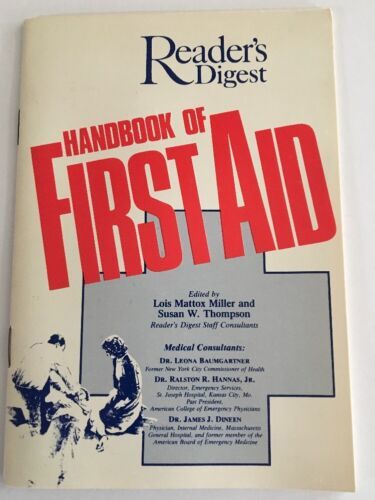 Reader's
Digest
HANDBOOK OF
FIRST AID
Edited by
Lois Mattox Miller and
Susan W. Thompson
Reader's Digest Staff Consultants
Medical Consultants:
DR. LEONA BAUMGARTNER
Former New York City Commissioner of Health
DR. RALSTON R. HANNAS, JR.
Director, Emergency Services,
St. Joseph Hospital, Kansas City, Mo.
Past President,
American College of Emergency Physicians
DR. JAMES J. DINEEN
Physician, Internal Medicine, Massachusetts
General Hospital, and former member of the
American Board of Emergency Medicine